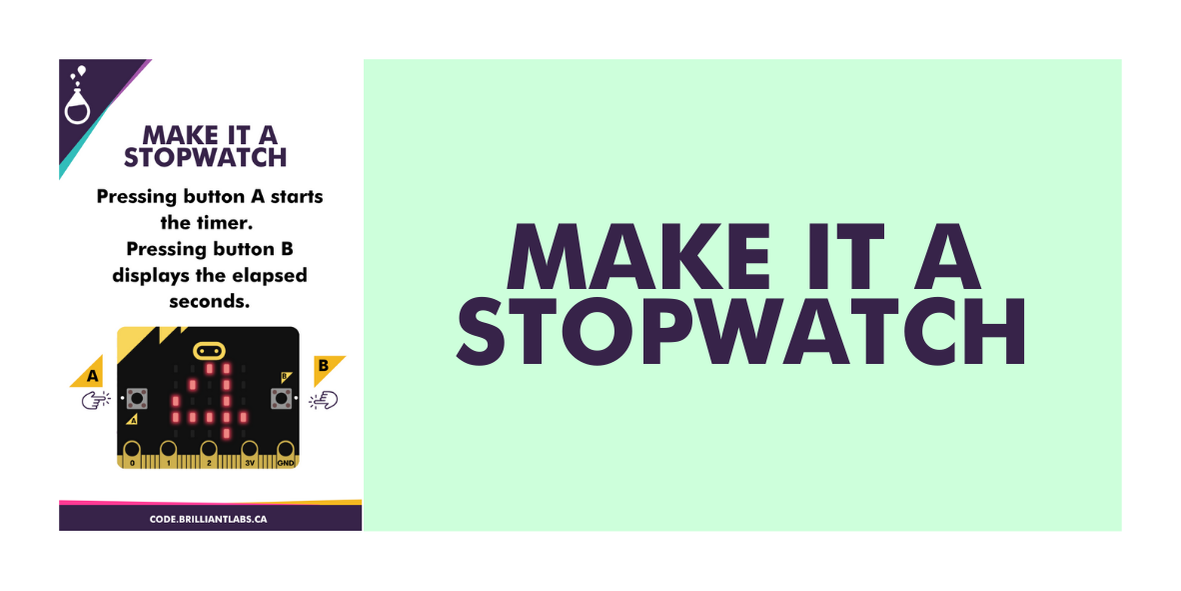 MAKE IT A
STOPWATCH
Pressing button A starts
the timer.
Pressing button B
displays the elapsed
seconds.
A
B
B
A
0 1 2 3V GND
CODE.BRILLIANTLABS.CA
MAKE IT A
STOPWATCH